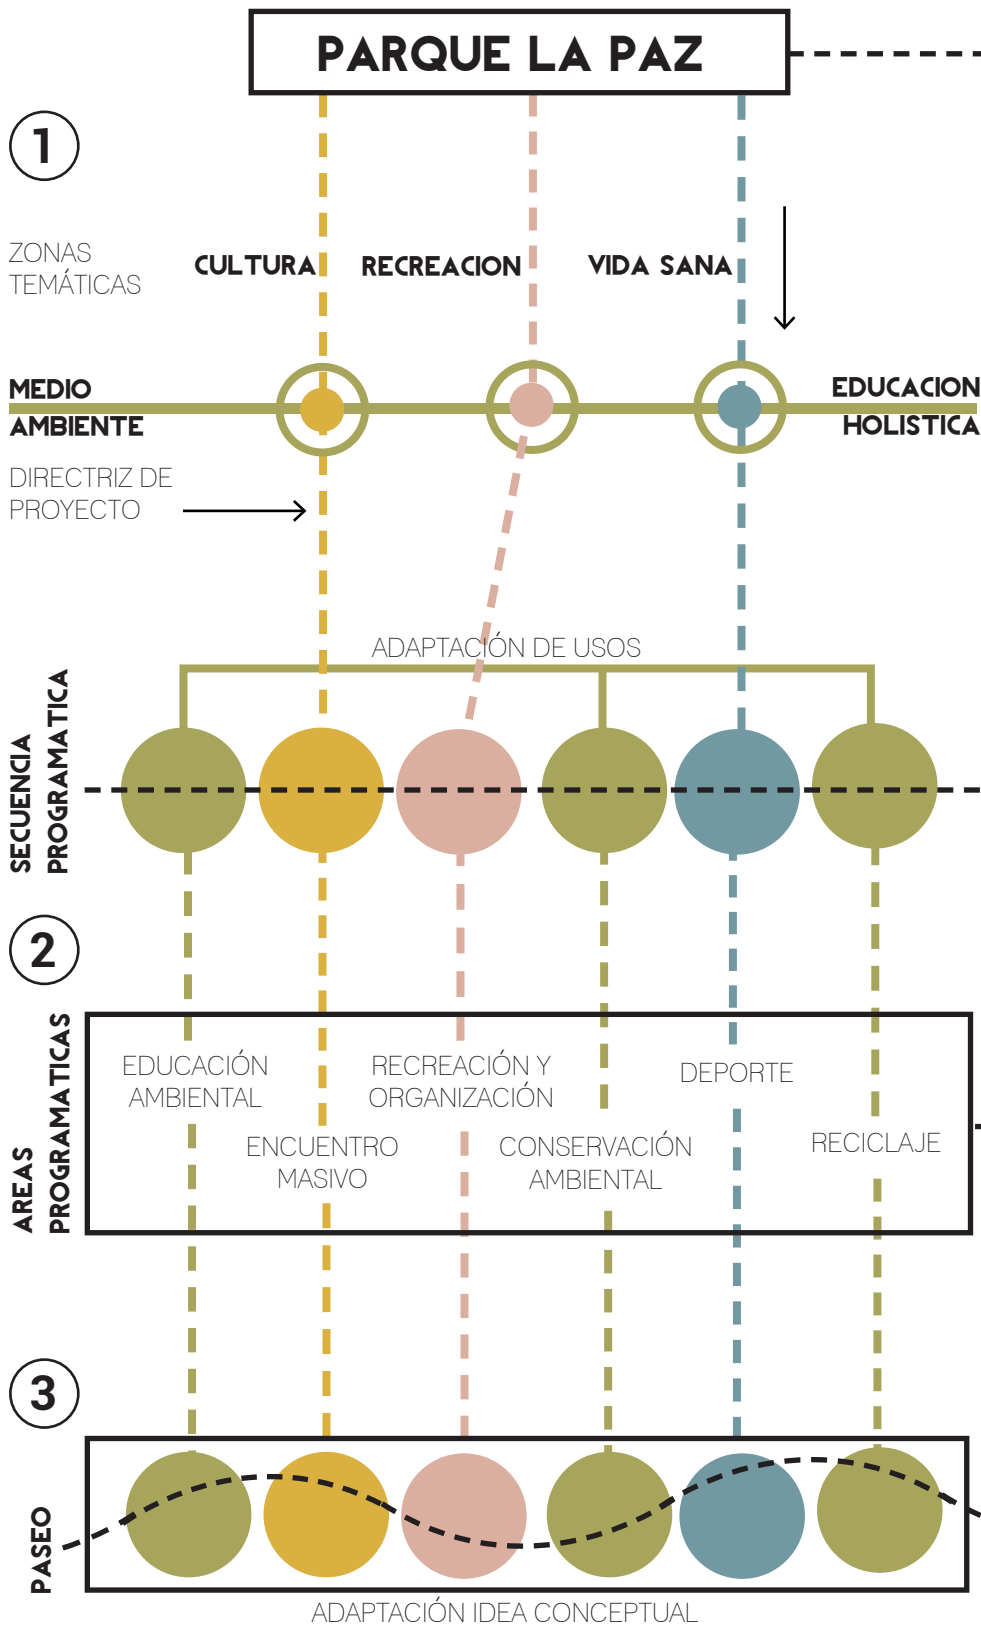 PARQUE LA PAZ
1
ZONAS
TEMÁTICAS
CULTURA
RECREACION
VIDA SANA
MEDIO
AMBIENTE
EDUCACION
HOLISTICA
DIRECTRIZ DE
PROYECTO
ADAPTACIÓN DE USOS
SECUENCIA
PROGRAMATICA
2
AREAS
PROGRAMATICAS
EDUCACIÓN
AMBIENTAL
ENCUENTRO
MASIVO
RECREACIÓN Y
ORGANIZACIÓN
CONSERVACIÓN
AMBIENTAL
DEPORTE
RECICLAJE
3
PASEO
ADAPTACIÓN IDEA CONCEPTUAL